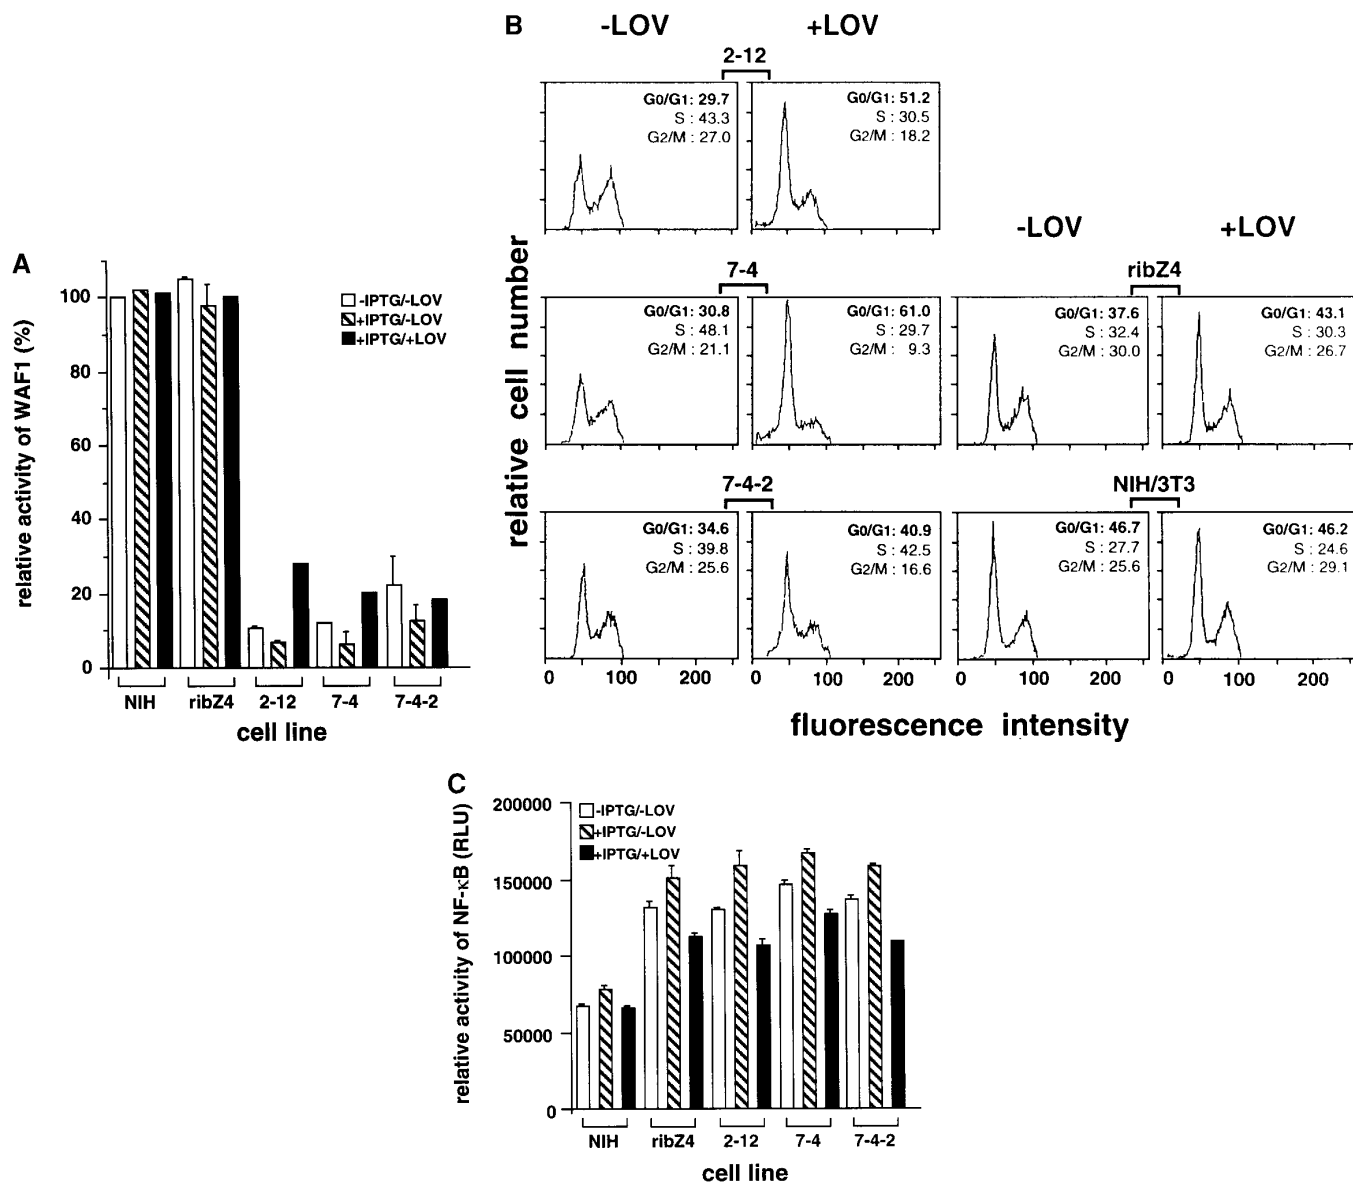 A
relative activity of WAF1 (%)
100
80
60
40
20
0
-IPTG/-LOV
+IPTG/-LOV
+IPTG/+LOV
NIH
ribZ4
2-12
7-4
7-4-2
cell line
B
-LOV
+LOV
2-12
G0/G1: 29.7
S : 43.3
G2/M : 27.0
G0/G1: 51.2
S : 30.5
G2/M : 18.2
-LOV
+LOV
relative cell number
7-4
G0/G1: 30.8
S : 48.1
G2/M : 21.1
G0/G1: 61.0
S : 29.7
G2/M : 9.3
ribZ4
G0/G1: 37.6
S : 32.4
G2/M : 30.0
G0/G1: 43.1
S : 30.3
G2/M : 26.7
7-4-2
G0/G1: 34.6
S : 39.8
G2/M : 25.6
G0/G1: 40.9
S : 42.5
G2/M : 16.6
NIH/3T3
G0/G1: 46.7
S : 27.7
G2/M : 25.6
G0/G1: 46.2
S : 24.6
G2/M : 29.1
0 100 200
0 100 200
0 100 200
0 100 200
fluorescence intensity
C
relative activity of NF-κB (RLU)
200000
150000
100000
50000
0
-IPTG/-LOV
+IPTG/-LOV
+IPTG/+LOV
NIH
ribZ4
2-12
7-4
7-4-2
cell line